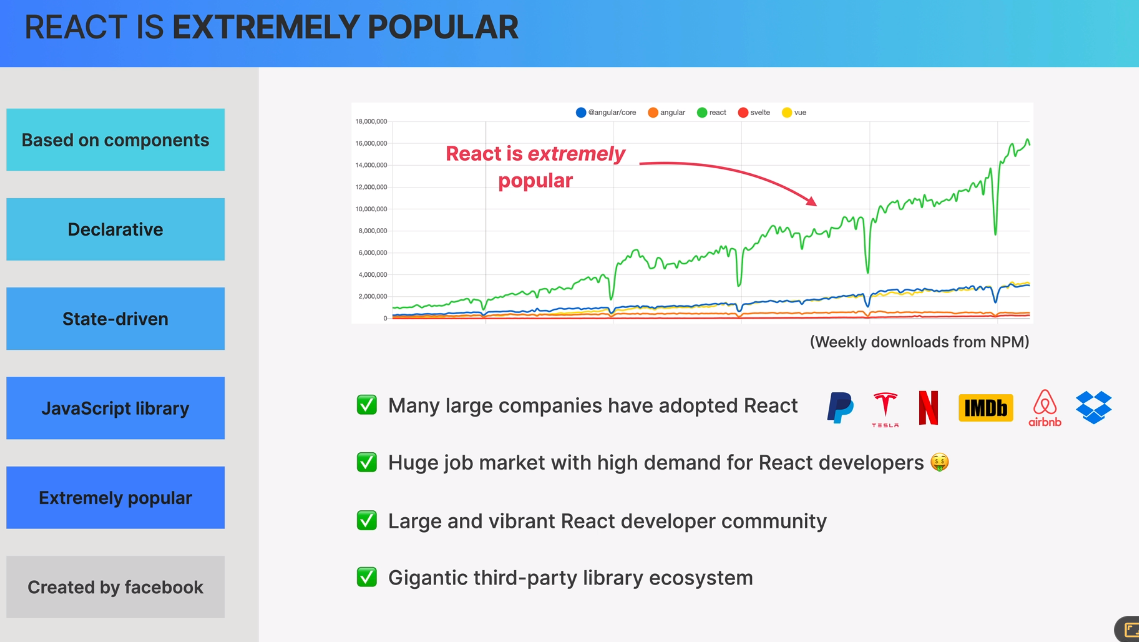 REACT IS EXTREMELY POPULAR
Based on components
Declarative
State-driven
JavaScript library
Extremely popular
Created by facebook
@angular/core angular react svelte vue
18,000,000
16,000,000
14,000,000
12,000,000
10,000,000
8,000,000
6,000,000
4,000,000
2,000,000
0
React is extremely
popular
(Weekly downloads from NPM)
✅ Many large companies have adopted React
TESLA
N
IMDb
airbnb
✅ Huge job market with high demand for React developers 🤑
✅ Large and vibrant React developer community
✅ Gigantic third-party library ecosystem